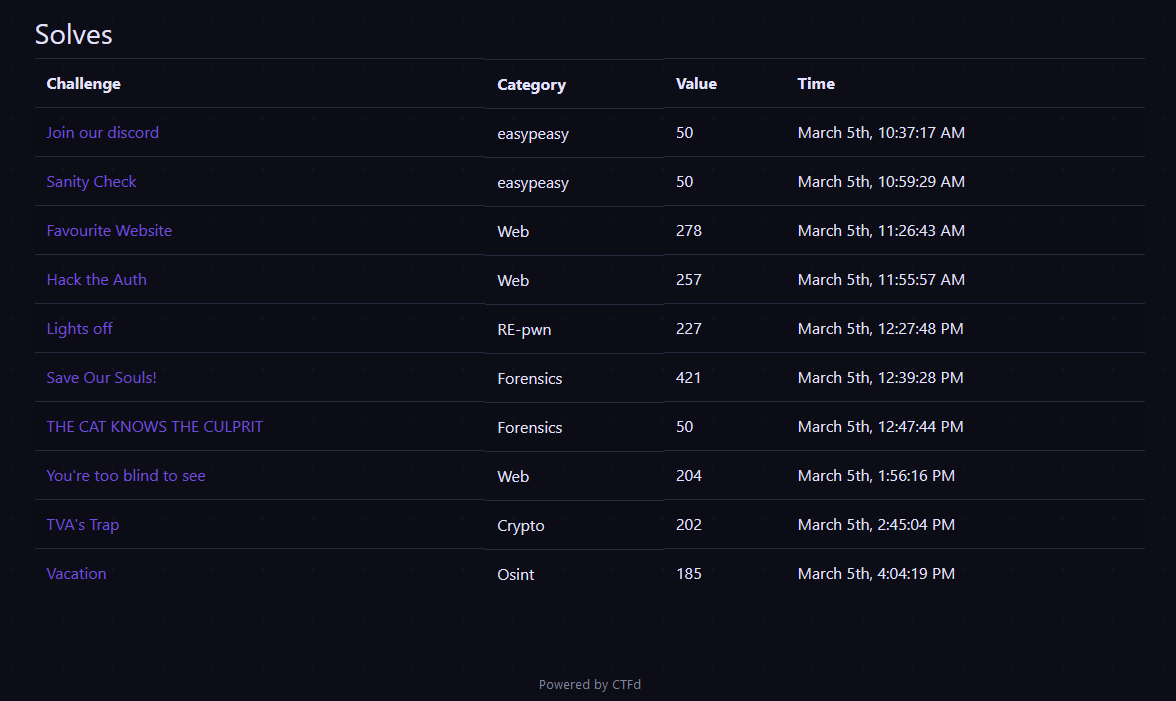 Solves
Challenge Category Value Time
Join our discord easypeasy 50 March 5th, 10:37:17 AM
Sanity Check easypeasy 50 March 5th, 10:59:29 AM
Favourite Website Web 278 March 5th, 11:26:43 AM
Hack the Auth Web 257 March 5th, 11:55:57 AM
Lights off RE-pwn 227 March 5th, 12:27:48 PM
Save Our Souls! Forensics 421 March 5th, 12:39:28 PM
THE CAT KNOWS THE CULPRIT Forensics 50 March 5th, 12:47:44 PM
You're too blind to see Web 204 March 5th, 1:56:16 PM
TVA's Trap Crypto 202 March 5th, 2:45:04 PM
Vacation Osint 185 March 5th, 4:04:19 PM
Powered by CTFd